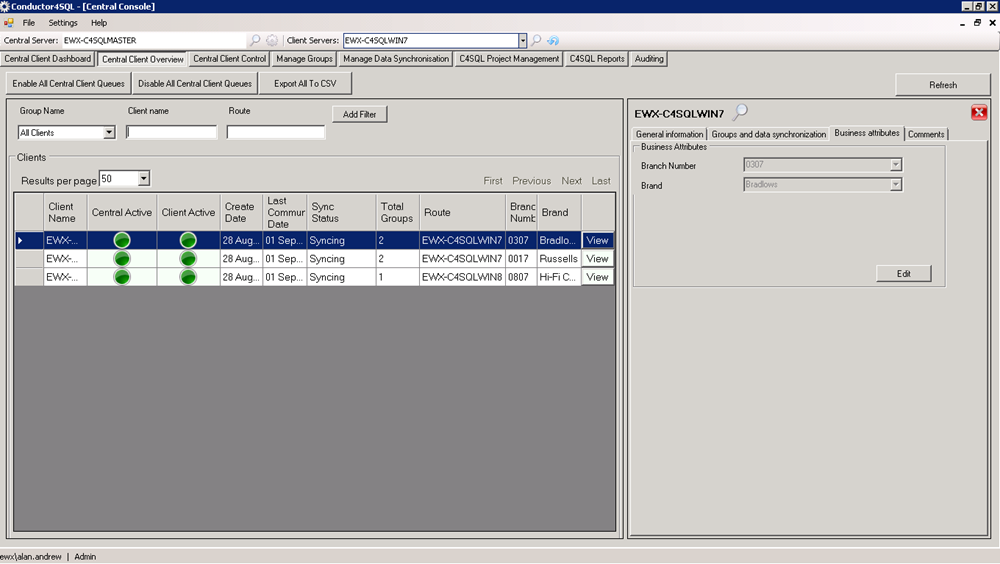 Conductor4SQL - [Central Console]
File Settings Help
Central Server: EWX-C4SQLMASTER Client Servers: EWX-C4SQLWIN7
Central Client Dashboard Central Client Overview Central Client Control Manage Groups Manage Data Synchronisation C4SQL Project Management C4SQL Reports Auditing
Enable All Central Client Queues Disable All Central Client Queues Export All To CSV Refresh
Group Name Client name Route
All Clients Add Filter
Clients
Results per page 50 First Previous Next Last
Client Name Central Active Client Active Create Date Last Commur Date Sync Status Total Groups Route Branc Numb Brand
EWX-... 28 Aug... 01 Sep... Syncing 2 EWX-C4SQLWIN7 0307 Bradlo... View
EWX-... 28 Aug... 01 Sep... Syncing 2 EWX-C4SQLWIN7 0017 Russells View
EWX-... 28 Aug... 01 Sep... Syncing 1 EWX-C4SQLWIN8 0807 Hi-Fi C... View
EWX-C4SQLWIN7
General information Groups and data synchronization Business attributes Comments
Business Attributes
Branch Number 0307
Brand Bradlows
Edit
ewx\alan.andrew | Admin